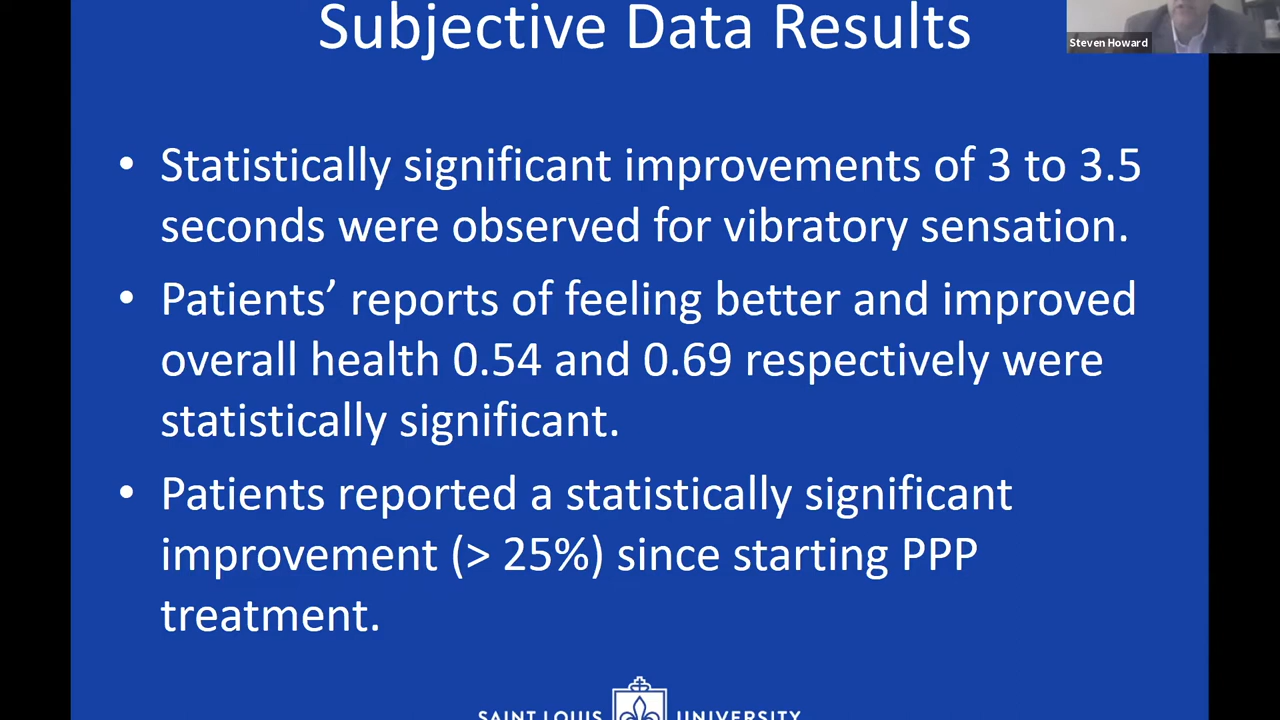 Subjective Data Results
Steven Howard
• Statistically significant improvements of 3 to 3.5
seconds were observed for vibratory sensation.
• Patients’ reports of feeling better and improved
overall health 0.54 and 0.69 respectively were
statistically significant.
• Patients reported a statistically significant
improvement (> 25%) since starting PPP
treatment.
SAINT LOUIS UNIVERSITY